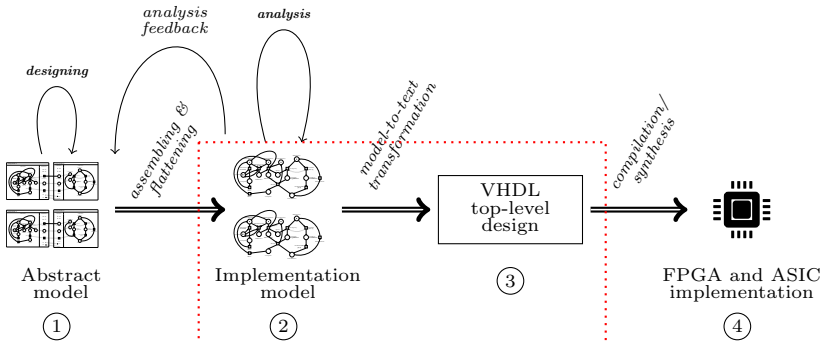 analysis
feedback
analysis
designing
assembling &
flattening
model-to-text
transformation
compilation/
synthesis
VHDL
top-level
design
Abstract
model
Implementation
model
FPGA and ASIC
implementation
1
2
3
4